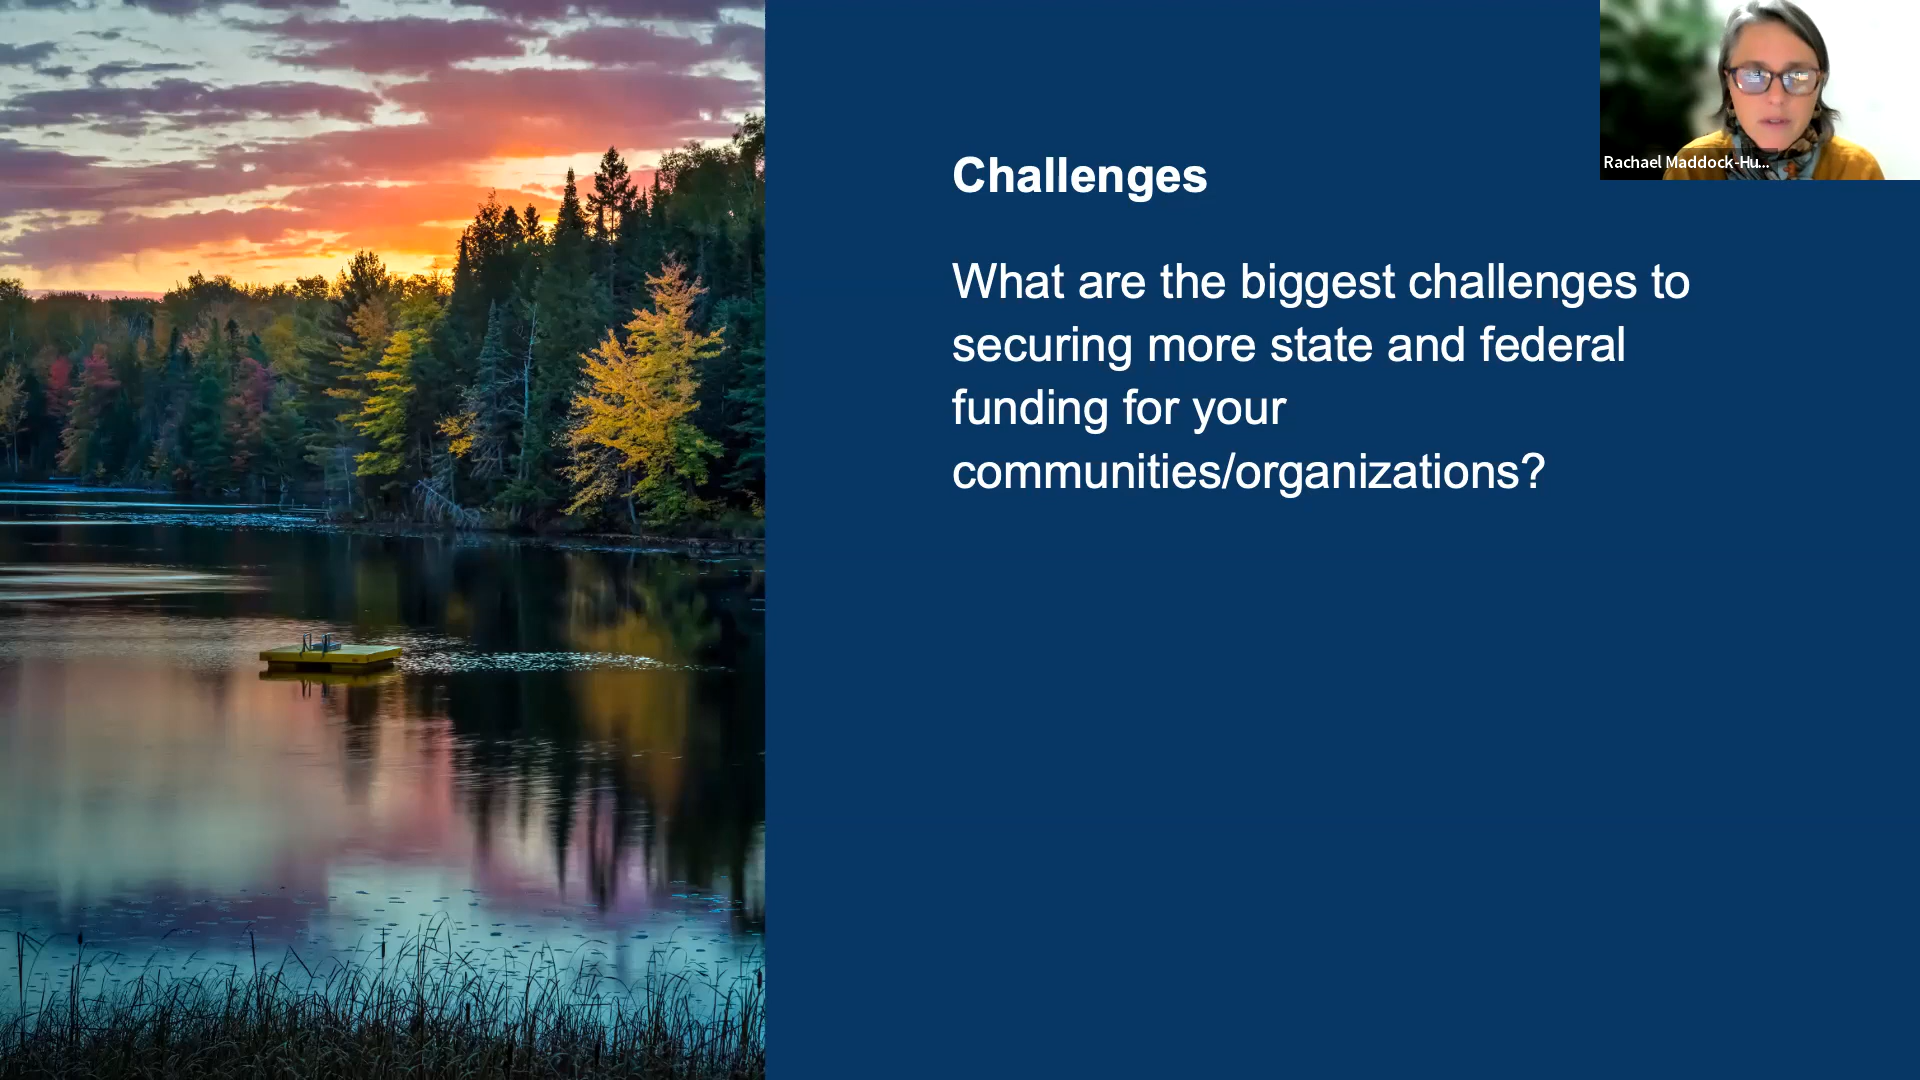 Challenges
What are the biggest challenges to
securing more state and federal
funding for your
communities/organizations?
Rachael Maddock-Hu...